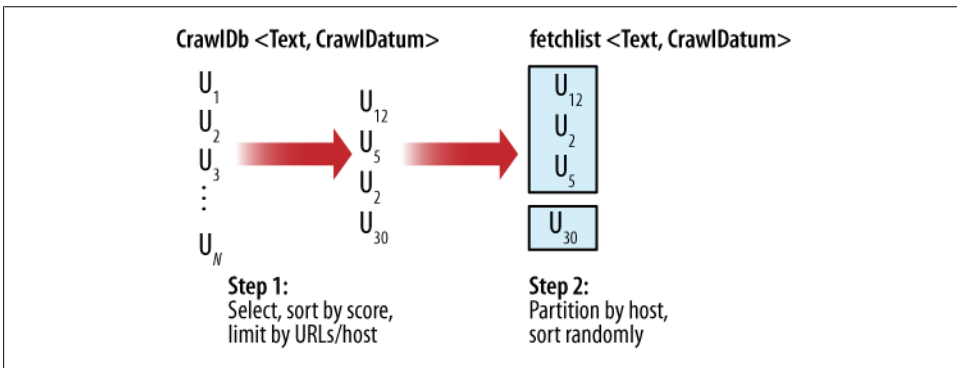 CrawlDb <Text, CrawlDatum>
fetchlist <Text, CrawlDatum>
U1
U2
U3
⋮
UN
U12
U5
U2
U30
U12
U2
U5
U30
Step 1:
Select, sort by score,
limit by URLs/host
Step 2:
Partition by host,
sort randomly